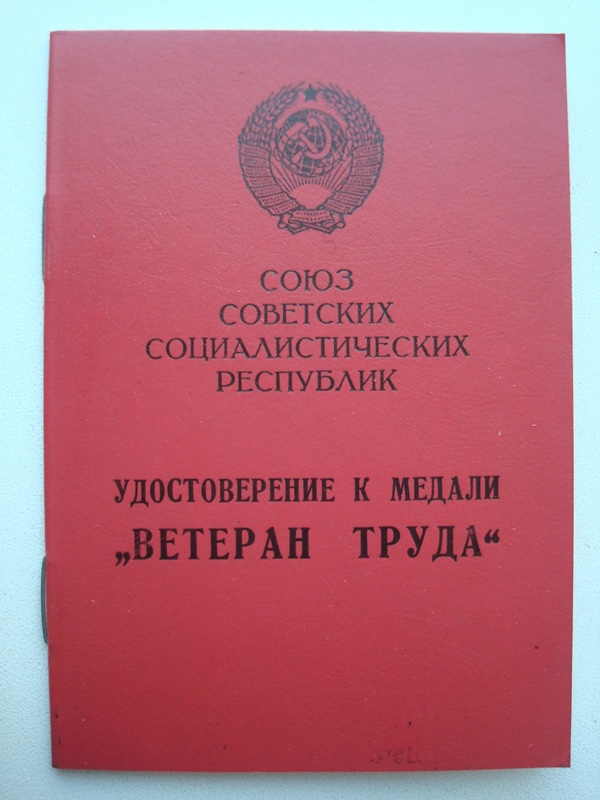 СОЮЗ
СОВЕТСКИХ
СОЦИАЛИСТИЧЕСКИХ
РЕСПУБЛИК
УДОСТОВЕРЕНИЕ К МЕДАЛИ
„ВЕТЕРАН ТРУДА“